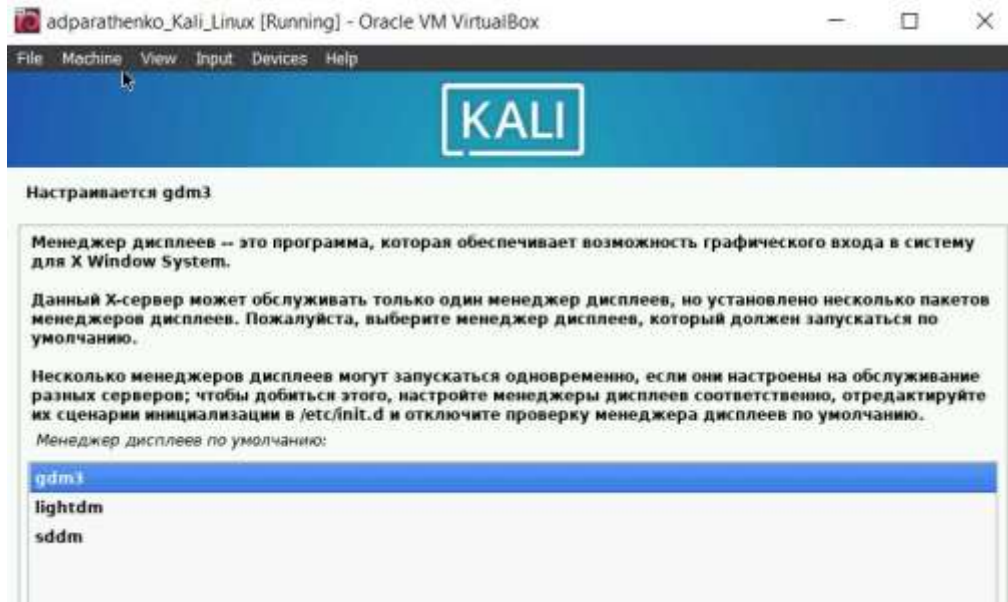 adparathenko_Kali_Linux [Running] - Oracle VM VirtualBox
File Machine View Input Devices Help
KALI
Настраивается gdm3
Менеджер дисплеев -- это программа, которая обеспечивает возможность графического входа в систему
для X Window System.
Данный X-сервер может обслуживать только один менеджер дисплеев, но установлено несколько пакетов
менеджеров дисплеев. Пожалуйста, выберите менеджер дисплеев, который должен запускаться по
умолчанию.
Несколько менеджеров дисплеев могут запускаться одновременно, если они настроены на обслуживание
разных серверов; чтобы добиться этого, настройте менеджеры дисплеев соответственно, отредактируйте
их сценарии инициализации в /etc/init.d и отключите проверку менеджера дисплеев по умолчанию.
Менеджер дисплеев по умолчанию:
gdm3
lightdm
sddm